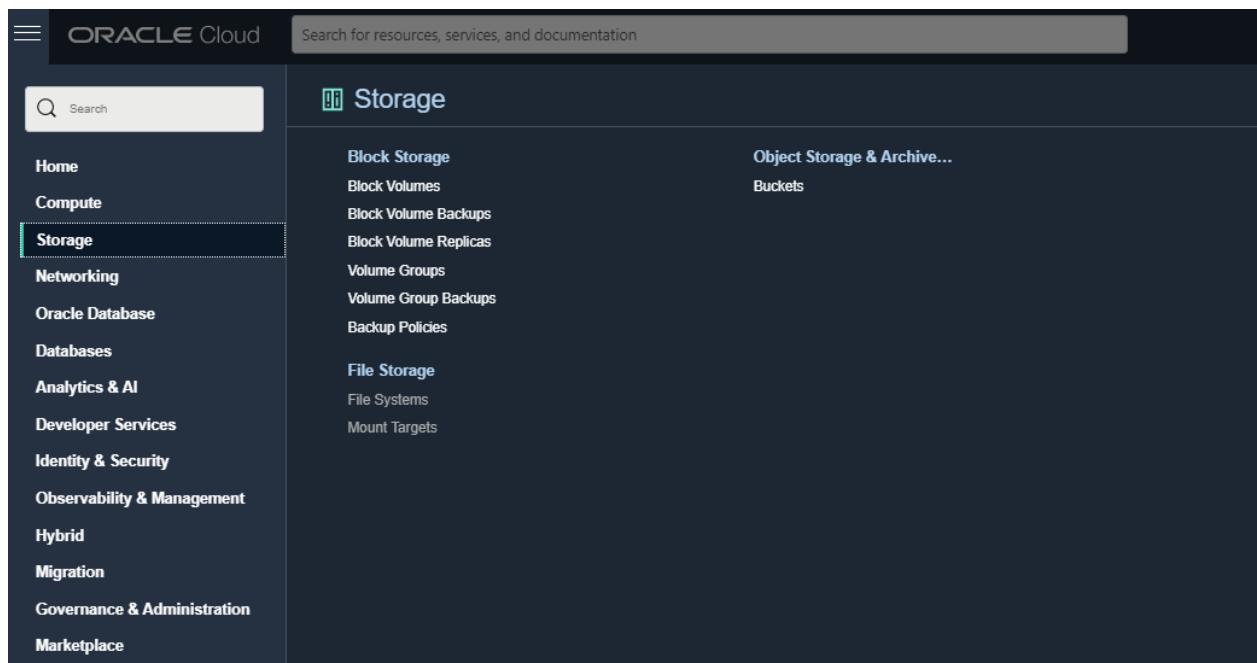 ORACLE Cloud
Search for resources, services, and documentation
Search
Home
Compute
Storage
Networking
Oracle Database
Databases
Analytics & AI
Developer Services
Identity & Security
Observability & Management
Hybrid
Migration
Governance & Administration
Marketplace
Storage
Block Storage
Block Volumes
Block Volume Backups
Block Volume Replicas
Volume Groups
Volume Group Backups
Backup Policies
File Storage
File Systems
Mount Targets
Object Storage & Archive...
Buckets